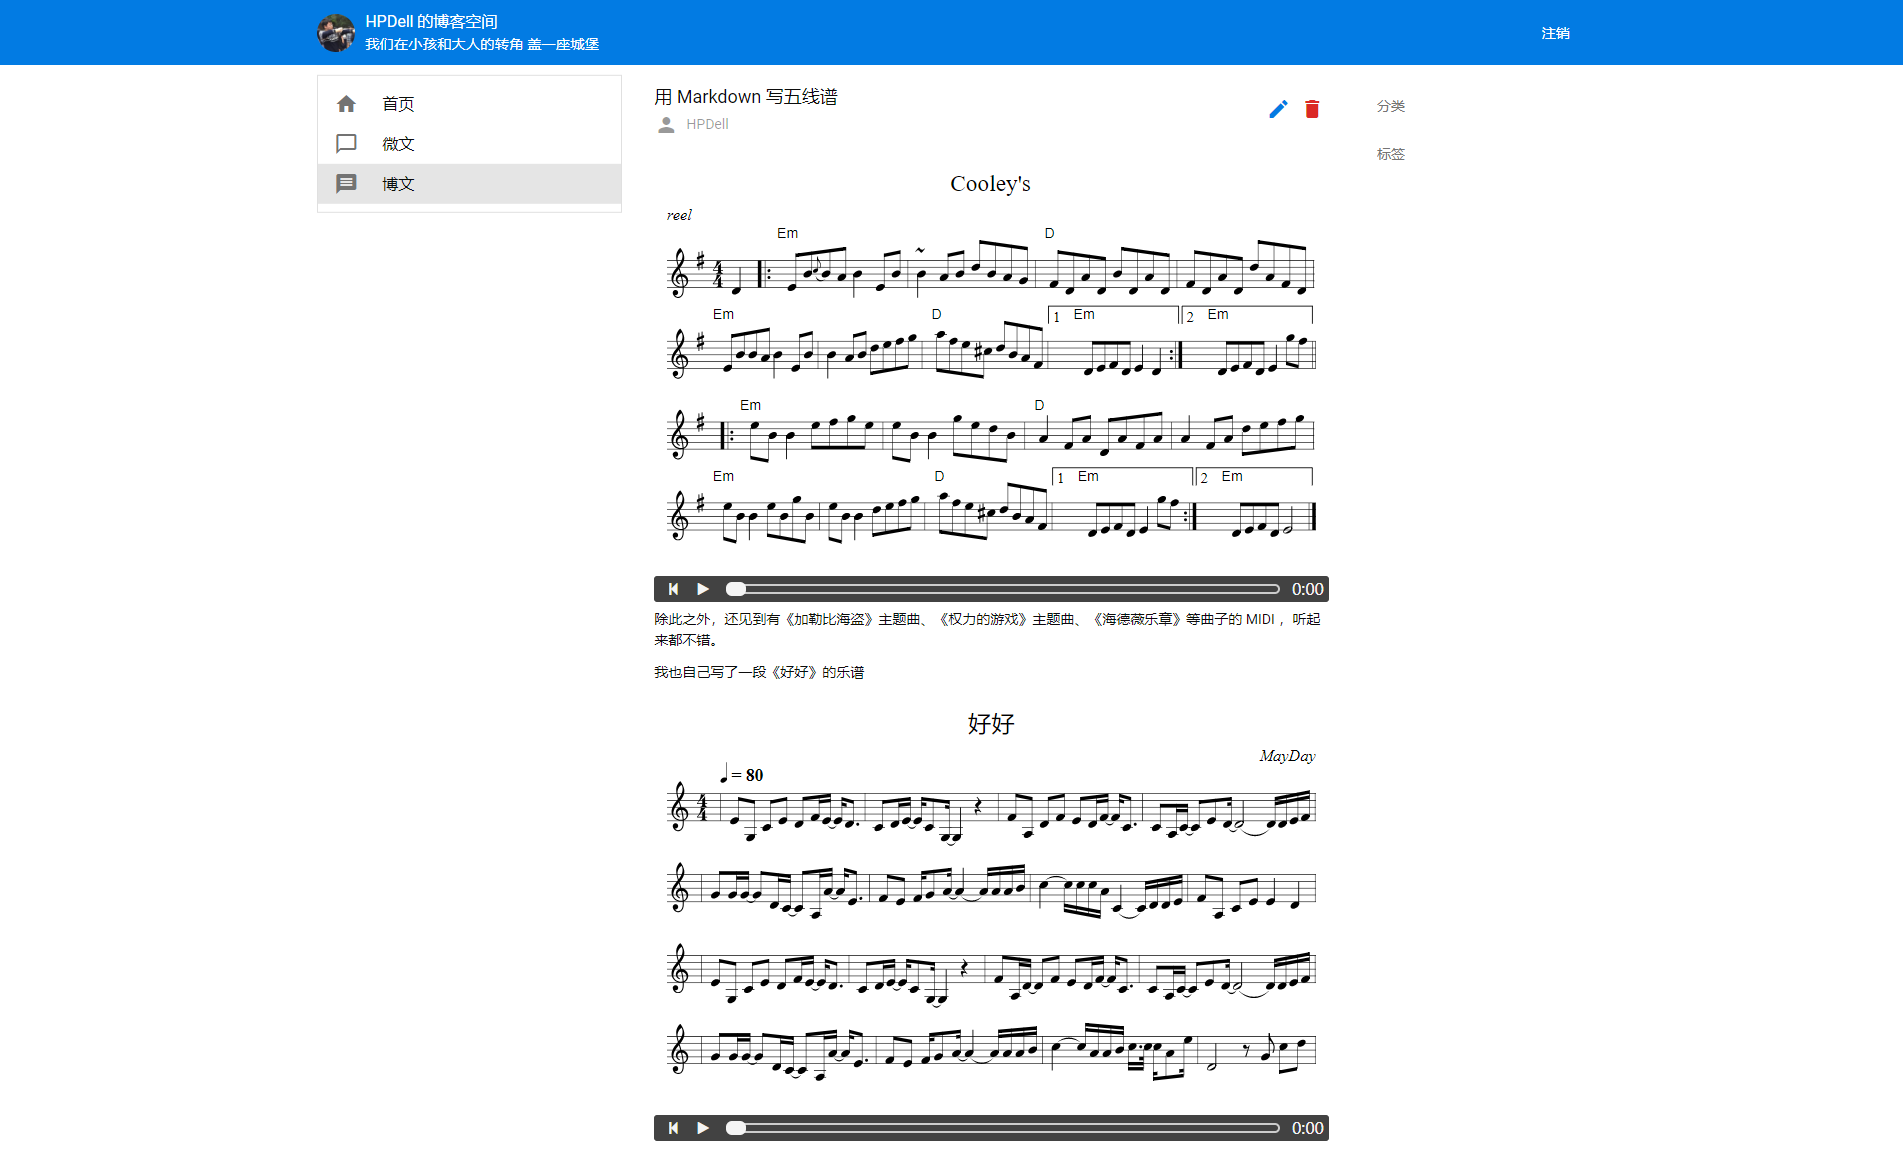 HPDell 的博客空间
我们在小孩和大人的转角 盖一座城堡
注销
首页
微文
博文
用 Markdown 写五线谱
HPDell
分类
标签
Cooley's
reel
Em D
Em D 1 Em 2 Em
Em D
Em D 1 Em 2 Em
0:00
除此之外，还见到有《加勒比海盗》主题曲、《权力的游戏》主题曲、《海德薇乐章》等曲子的 MIDI ，听起
来都不错。
我也自己写了一段《好好》的乐谱
好好
MayDay
= 80
0:00